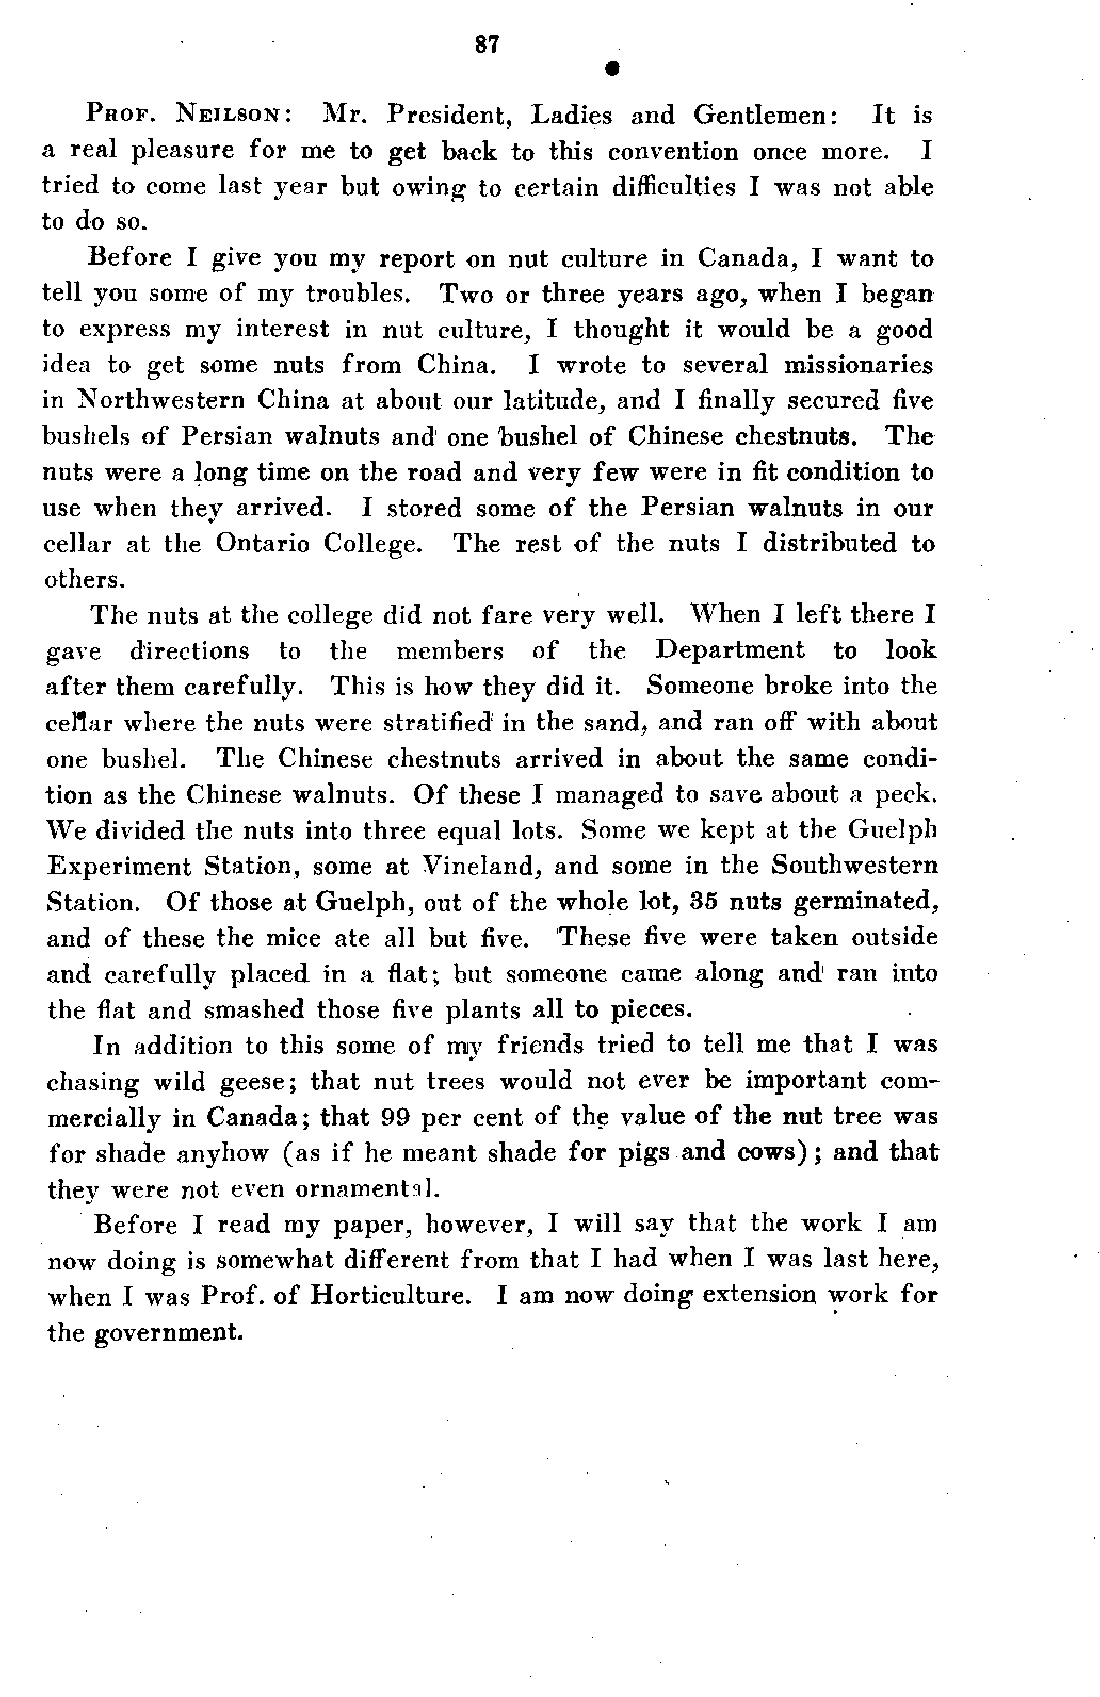 87
PROF. NEILSON: Mr. President, Ladies and Gentlemen: It is
a real pleasure for me to get back to this convention once more. I
tried to come last year but owing to certain difficulties I was not able
to do so.
Before I give you my report on nut culture in Canada, I want to
tell you some of my troubles. Two or three years ago, when I began
to express my interest in nut culture, I thought it would be a good
idea to get some nuts from China. I wrote to several missionaries
in Northwestern China at about our latitude, and I finally secured five
bushels of Persian walnuts and one bushel of Chinese chestnuts. The
nuts were a long time on the road and very few were in fit condition to
use when they arrived. I stored some of the Persian walnuts in our
cellar at the Ontario College. The rest of the nuts I distributed to
others.
The nuts at the college did not fare very well. When I left there I
gave directions to the members of the Department to look
after them carefully. This is how they did it. Someone broke into the
cellar where the nuts were stratified in the sand, and ran off with about
one bushel. The Chinese chestnuts arrived in about the same condi-
tion as the Chinese walnuts. Of these I managed to save about a peck.
We divided the nuts into three equal lots. Some we kept at the Guelph
Experiment Station, some at Vineland, and some in the Southwestern
Station. Of those at Guelph, out of the whole lot, 35 nuts germinated,
and of these the mice ate all but five. These five were taken outside
and carefully placed in a flat; but someone came along and ran into
the flat and smashed those five plants all to pieces.
In addition to this some of my friends tried to tell me that I was
chasing wild geese; that nut trees would not ever be important com-
mercially in Canada; that 99 per cent of the value of the nut tree was
for shade anyhow (as if he meant shade for pigs and cows); and that
they were not even ornamental.
Before I read my paper, however, I will say that the work I am
now doing is somewhat different from that I had when I was last here,
when I was Prof. of Horticulture. I am now doing extension work for
the government.